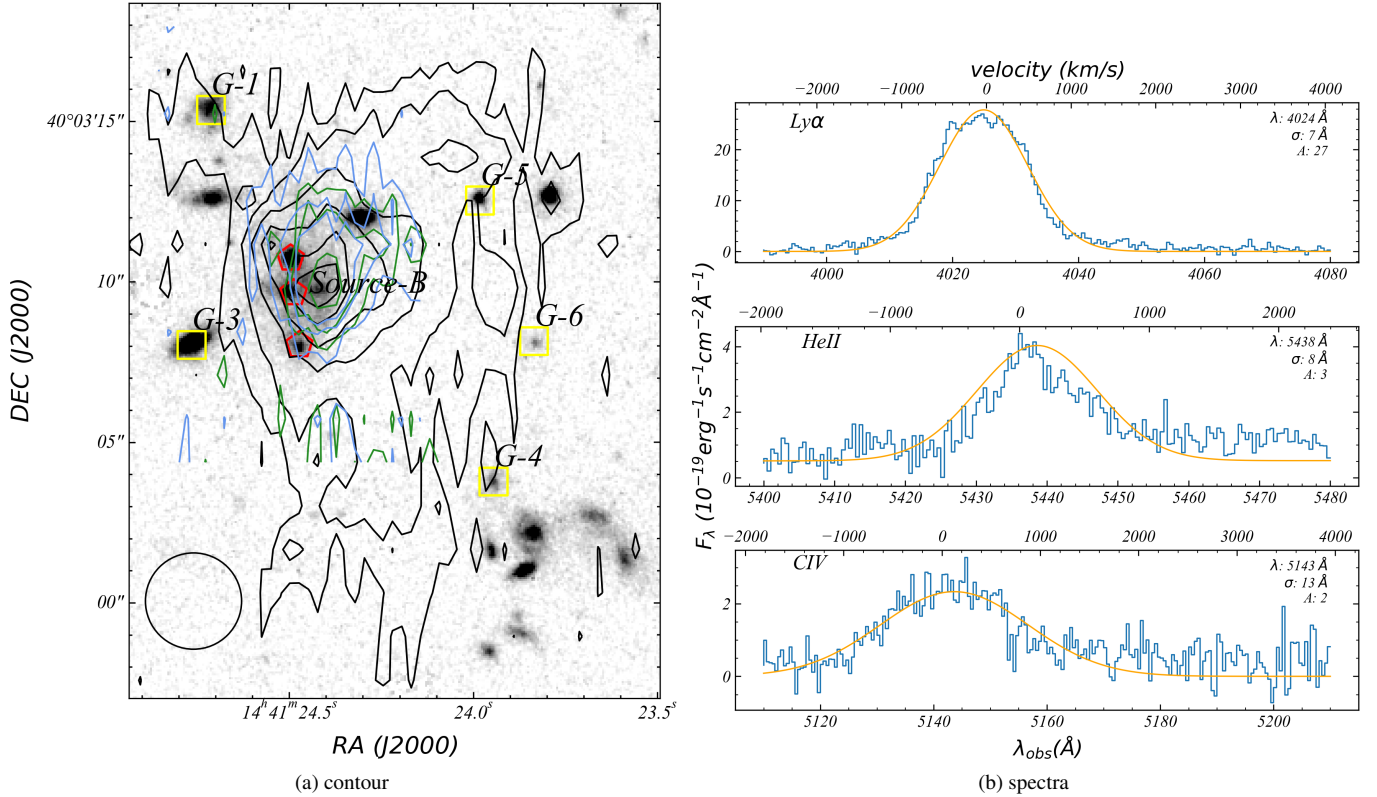 G-1
G-5
Source-B
G-3
G-6
G-4
40°03′15″
10″
05″
00″
14ʰ41ᵐ24.5ˢ
24.0ˢ
23.5ˢ
DEC (J2000)
RA (J2000)
(a) contour
velocity (km/s)
−2000 −1000 0 1000 2000 3000 4000
Lyα
λ: 4024 Å
σ: 7 Å
A: 27
20
10
0
4000 4020 4040 4060 4080
−2000 −1000 0 1000 2000
HeII
λ: 5438 Å
σ: 8 Å
A: 3
4
2
0
5400 5410 5420 5430 5440 5450 5460 5470 5480
−2000 −1000 0 1000 2000 3000 4000
CIV
λ: 5143 Å
σ: 13 Å
A: 2
2
0
5120 5140 5160 5180 5200
F_λ (10⁻¹⁹erg⁻¹s⁻¹cm⁻²Å⁻¹)
λ_obs(Å)
(b) spectra